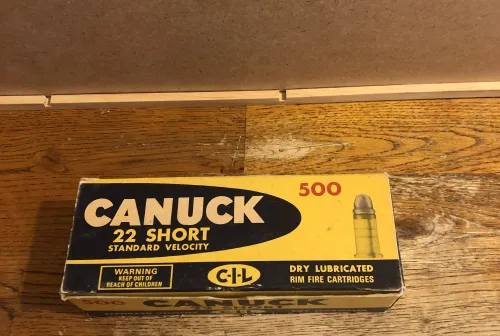 500
CANUCK
22 SHORT
STANDARD VELOCITY
WARNING
KEEP OUT OF
REACH OF CHILDREN
C-I-L
DRY LUBRICATED
RIM FIRE CARTRIDGES
500
CANUCK